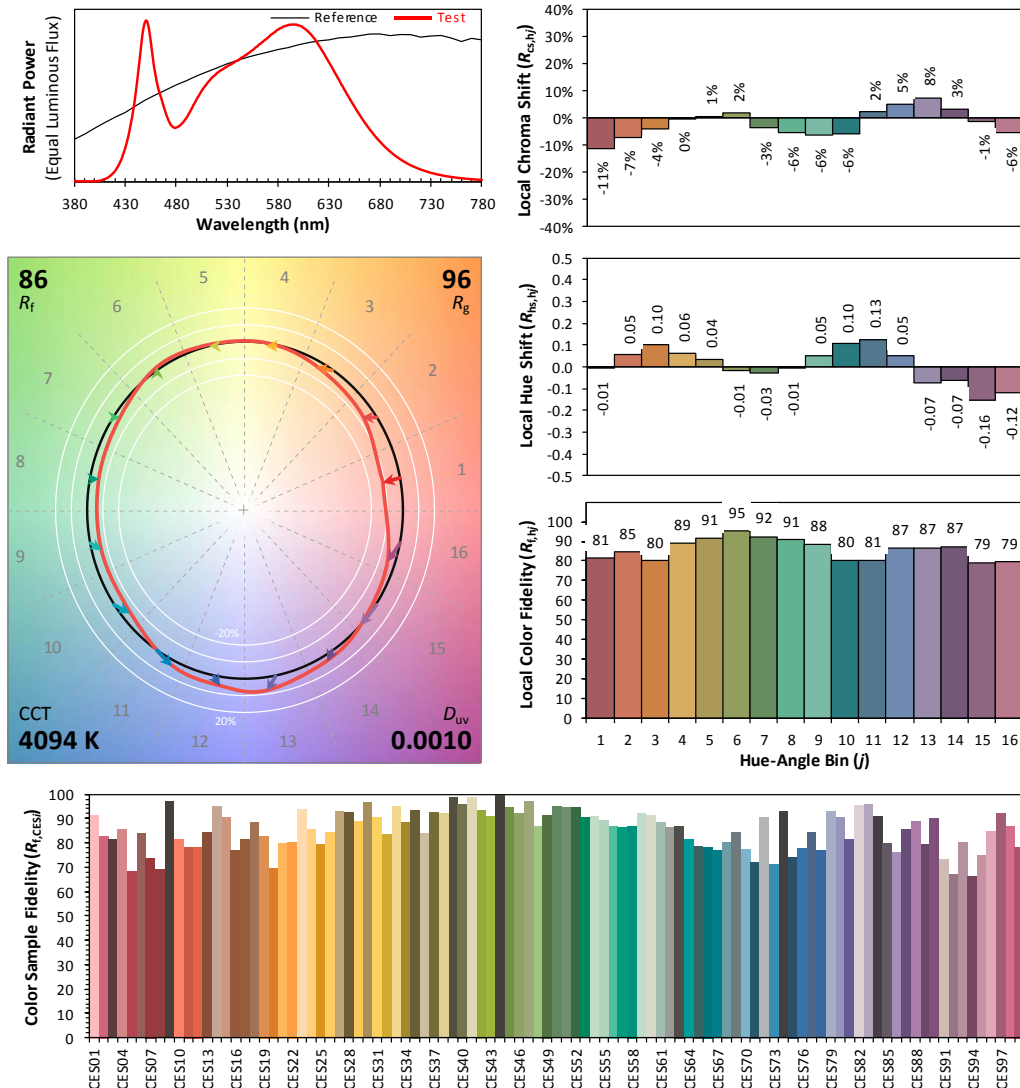 Reference
Test
Radiant Power
(Equal Luminous Flux)
380 430 480 530 580 630 680 730 780
Wavelength (nm)
Local Chroma Shift (Rcs,hj)
40%
30%
20%
10%
0%
-10%
-20%
-30%
-40%
-11% -7% -4% 0% 1% 2% -3% -6% -6% -6% 2% 5% 8% 3% -1% -6%
86
Rf
96
Rg
5 4
6 3
7 2
8 1
9 16
10 15
11 14
12 13
-20%
20%
CCT
4094 K
Duv
0.0010
Local Hue Shift (Rhs,hj)
0.5
0.4
0.3
0.2
0.1
0.0
-0.1
-0.2
-0.3
-0.4
-0.5
-0.01 0.05 0.10 0.06 0.04 -0.01 -0.03 -0.01 0.05 0.10 0.13 0.05 -0.07 -0.07 -0.16 -0.12
Local Color Fidelity (Rf,hj)
100
90
80
70
60
50
40
30
20
10
0
81 85 80 89 91 95 92 91 88 80 80 87 87 87 79 79
1 2 3 4 5 6 7 8 9 10 11 12 13 14 15 16
Hue-Angle Bin (j)
Color Sample Fidelity (Rf,CESi)
100
90
80
70
60
50
40
30
20
10
0
CES01 CES04 CES07 CES10 CES13 CES16 CES19 CES22 CES25 CES28 CES31 CES34 CES37 CES40 CES43 CES46 CES49 CES52 CES55 CES58 CES61 CES64 CES67 CES70 CES73 CES76 CES79 CES82 CES85 CES88 CES91 CES94 CES97